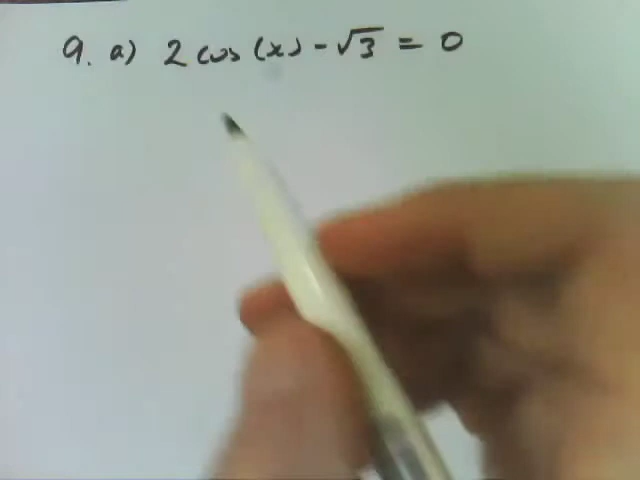 9. a) 2 cos (x) - √3 = 0